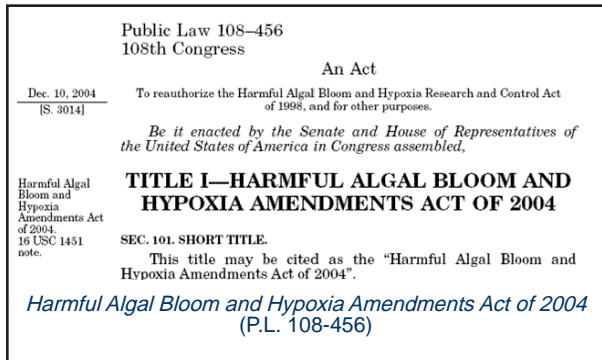 Public Law 108–456
108th Congress
An Act
Dec. 10, 2004
[S. 3014]
To reauthorize the Harmful Algal Bloom and Hypoxia Research and Control Act
of 1998, and for other purposes.
Be it enacted by the Senate and House of Representatives of
the United States of America in Congress assembled,
Harmful Algal
Bloom and
Hypoxia
Amendments Act
of 2004.
16 USC 1451
note.
TITLE I—HARMFUL ALGAL BLOOM AND
HYPOXIA AMENDMENTS ACT OF 2004
SEC. 101. SHORT TITLE.
This title may be cited as the “Harmful Algal Bloom and
Hypoxia Amendments Act of 2004”.
Harmful Algal Bloom and Hypoxia Amendments Act of 2004
(P.L. 108-456)